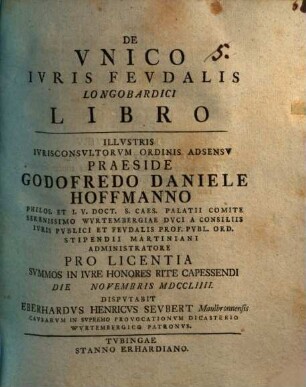 DE
VNICO 5.
IVRIS FEVDALIS
LONGOBARDICI
LIBRO
ILLVSTRIS
IVRISCONSVLTORVM ORDINIS ADSENSV
PRAESIDE
GODOFREDO DANIELE
HOFFMANNO
PHILOS. ET I. V. DOCT. S. CAES. PALATII COMITE
SERENISSIMO WVRTEMBERGIAE DVCI A CONSILIIS
IVRIS PVBLICI ET FEVDALIS PROF. PVBL. ORD.
STIPENDII MARTINIANI
ADMINISTRATORE
PRO LICENTIA
SVMMOS IN IVRE HONORES RITE CAPESSENDI
DIE NOVEMBRIS MDCCLIIII.
DISPVTABIT
EBERHARDVS HENRICVS SEVBERT Maulbronnensis
CAVSARVM IN SVPREMO PROVOCATIONVM DICASTERIO
WVRTEMBERGICO PATRONVS.
TVBINGAE
STANNO ERHARDIANO.